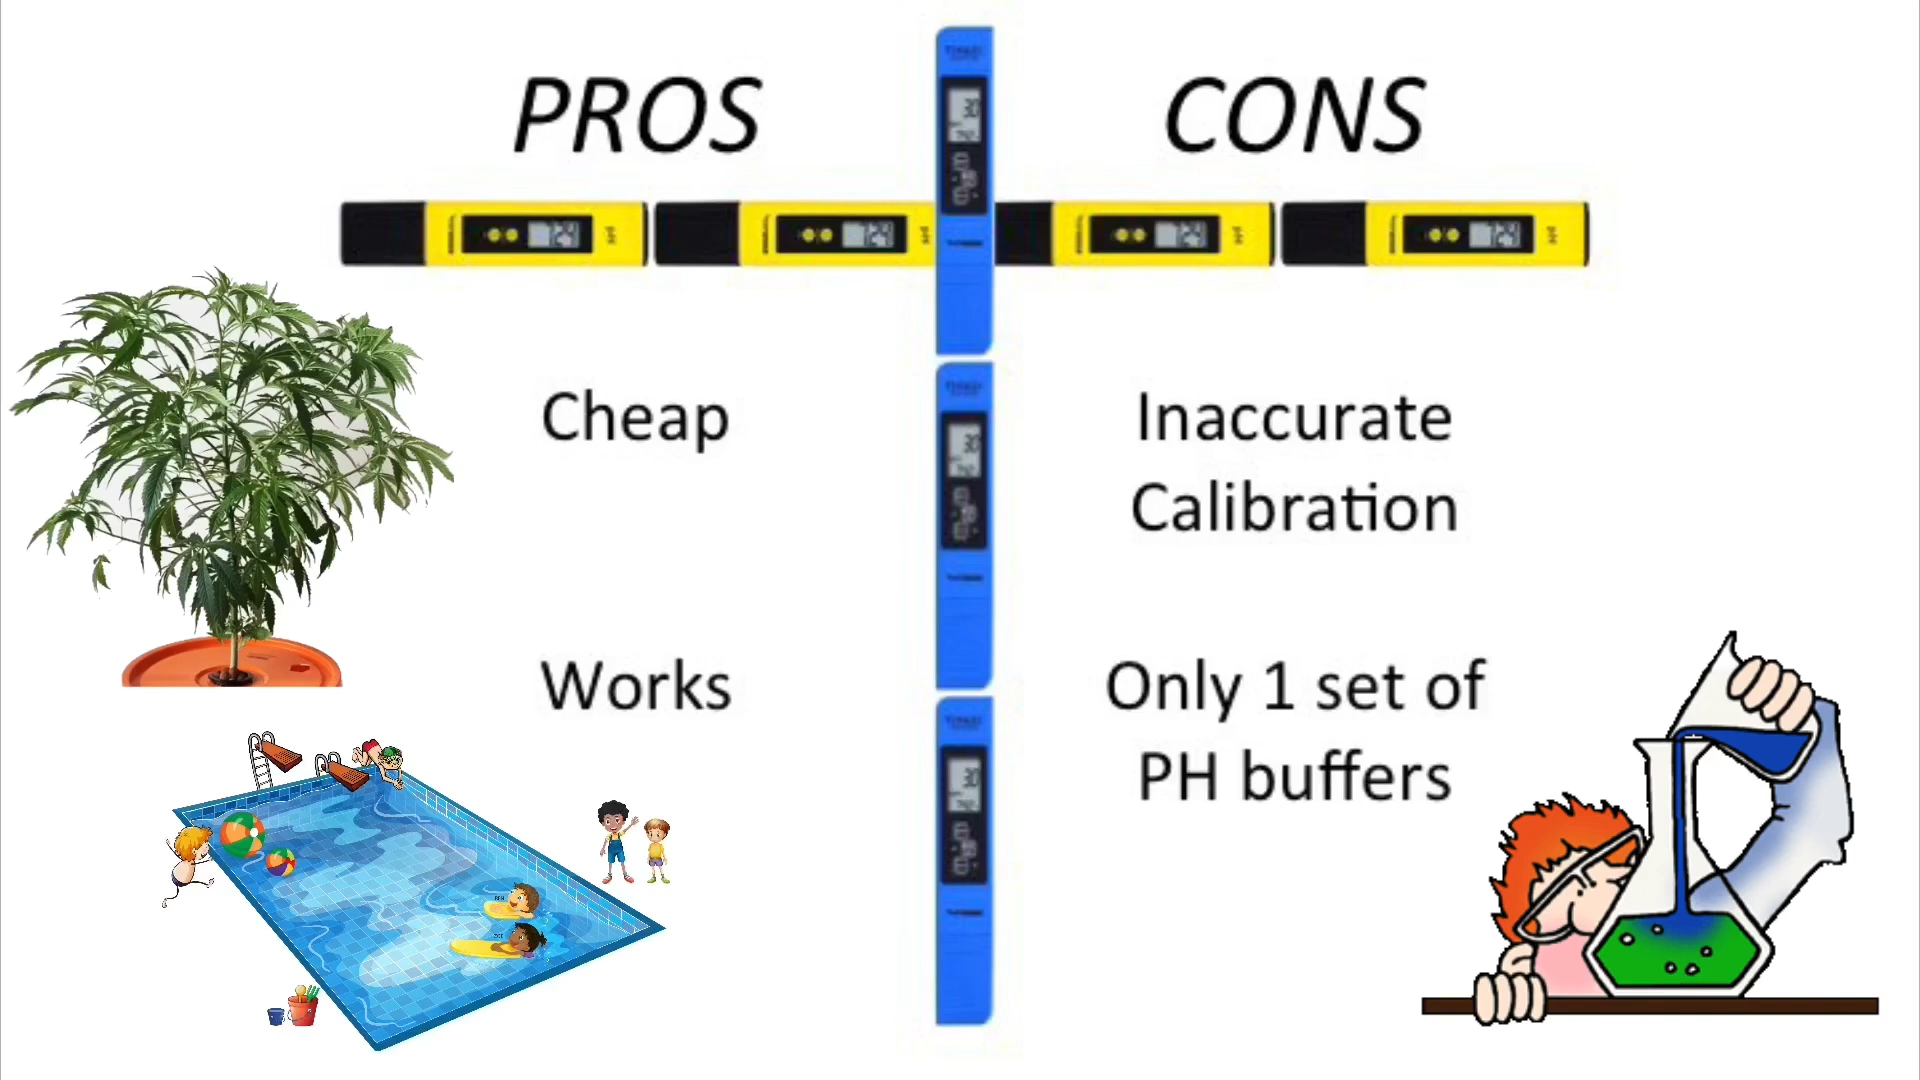 PROS
CONS
Cheap
Inaccurate
Calibration
Works
Only 1 set of
PH buffers